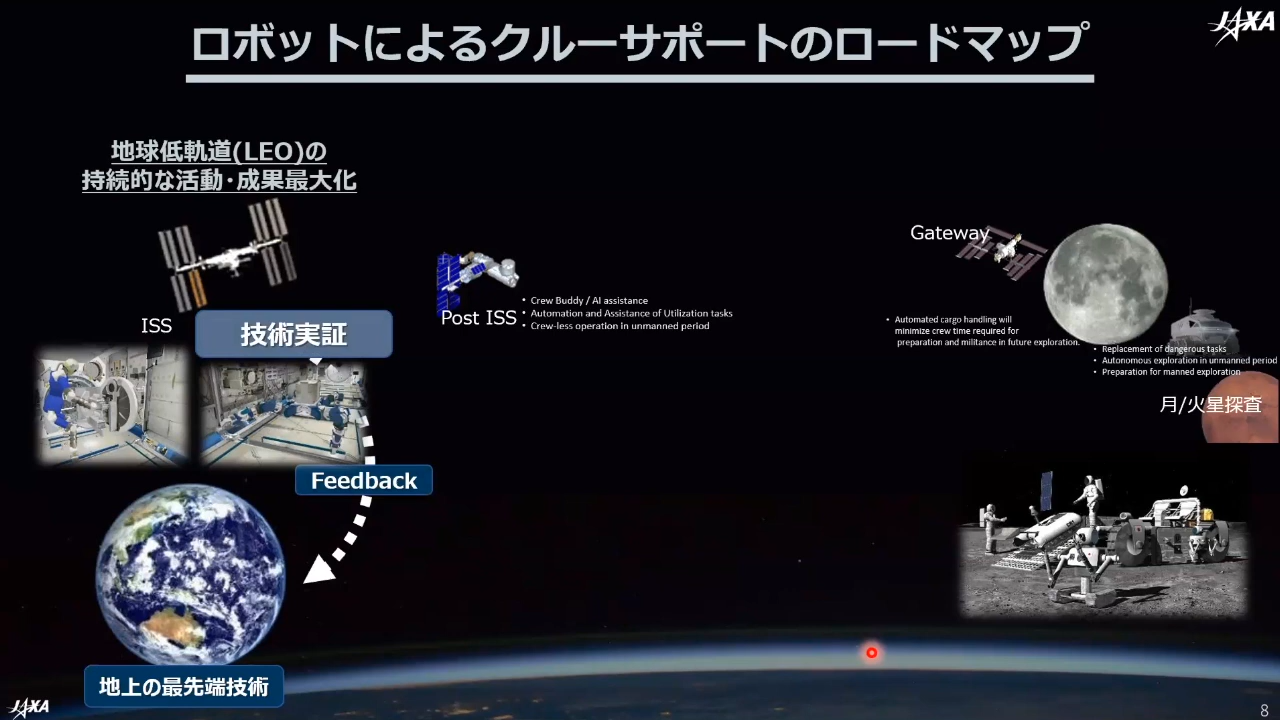 JAXA
ロボットによるクルーサポートのロードマップ
地球低軌道(LEO)の
持続的な活動･成果最大化
ISS
技術実証
Post ISS
• Crew Buddy / AI assistance
• Automation and Assistance of Utilization tasks
• Crew-less operation in unmanned period
Gateway
• Automated cargo handling will
minimize crew time required for
preparation and militance in future exploration.
• Replacement of dangerous tasks
• Autonomous exploration in unmanned period
• Preparation for manned exploration
月/火星探査
Feedback
地上の最先端技術
JAXA
8